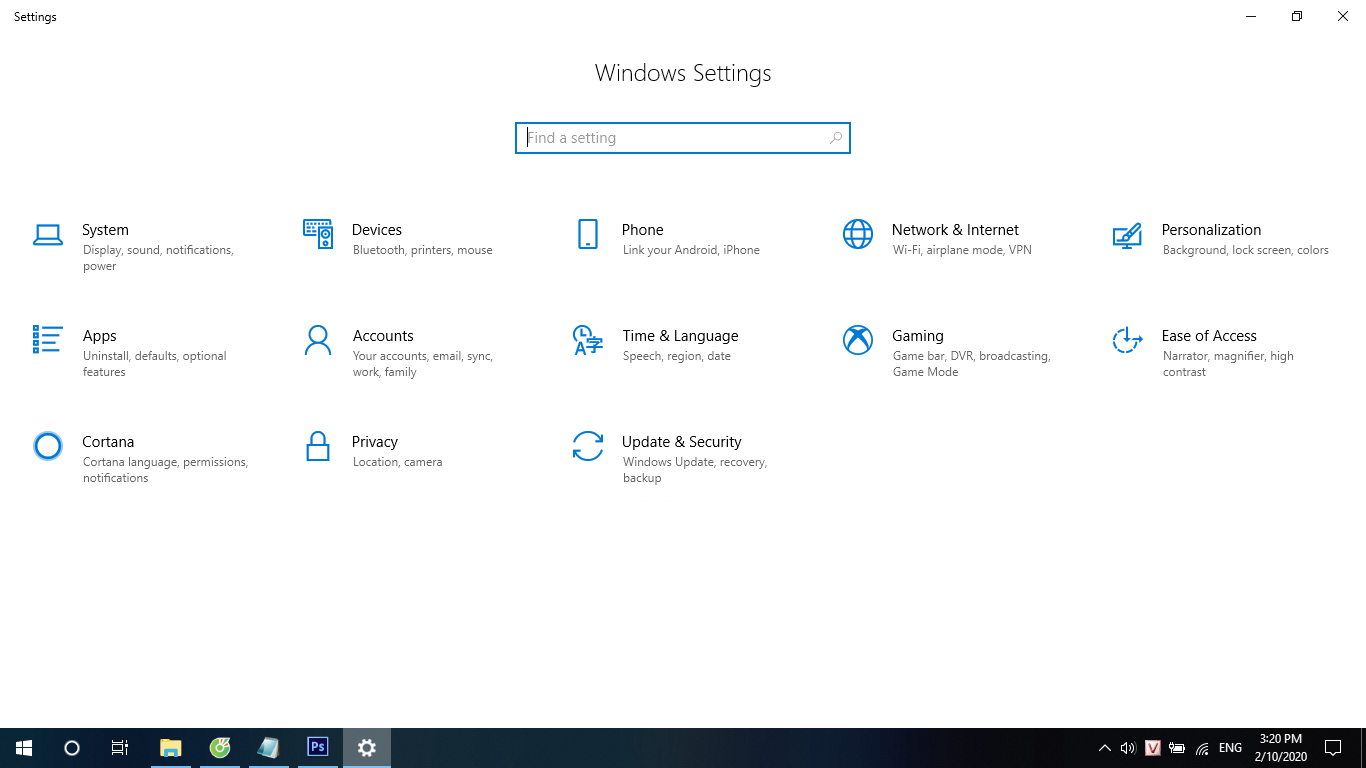 Settings
Windows Settings
Find a setting
System
Display, sound, notifications,
power
Devices
Bluetooth, printers, mouse
Phone
Link your Android, iPhone
Network & Internet
Wi-Fi, airplane mode, VPN
Personalization
Background, lock screen, colors
Apps
Uninstall, defaults, optional
features
Accounts
Your accounts, email, sync,
work, family
Time & Language
Speech, region, date
Gaming
Game bar, DVR, broadcasting,
Game Mode
Ease of Access
Narrator, magnifier, high
contrast
Cortana
Cortana language, permissions,
notifications
Privacy
Location, camera
Update & Security
Windows Update, recovery,
backup
Ps
V
ENG
3:20 PM
2/10/2020